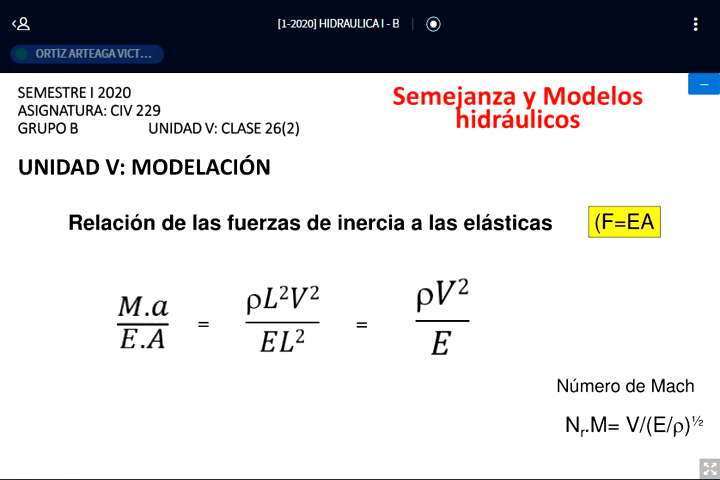 [1-2020] HIDRAULICA I - B
ORTIZ ARTEAGA VICT...
SEMESTRE I 2020
ASIGNATURA: CIV 229
GRUPO B UNIDAD V: CLASE 26(2)
Semejanza y Modelos
hidráulicos
UNIDAD V: MODELACIÓN
Relación de las fuerzas de inercia a las elásticas (F=EA
M.a / E.A = ρL²V² / EL² = ρV² / E
Número de Mach
Nr.M= V/(E/ρ)^½